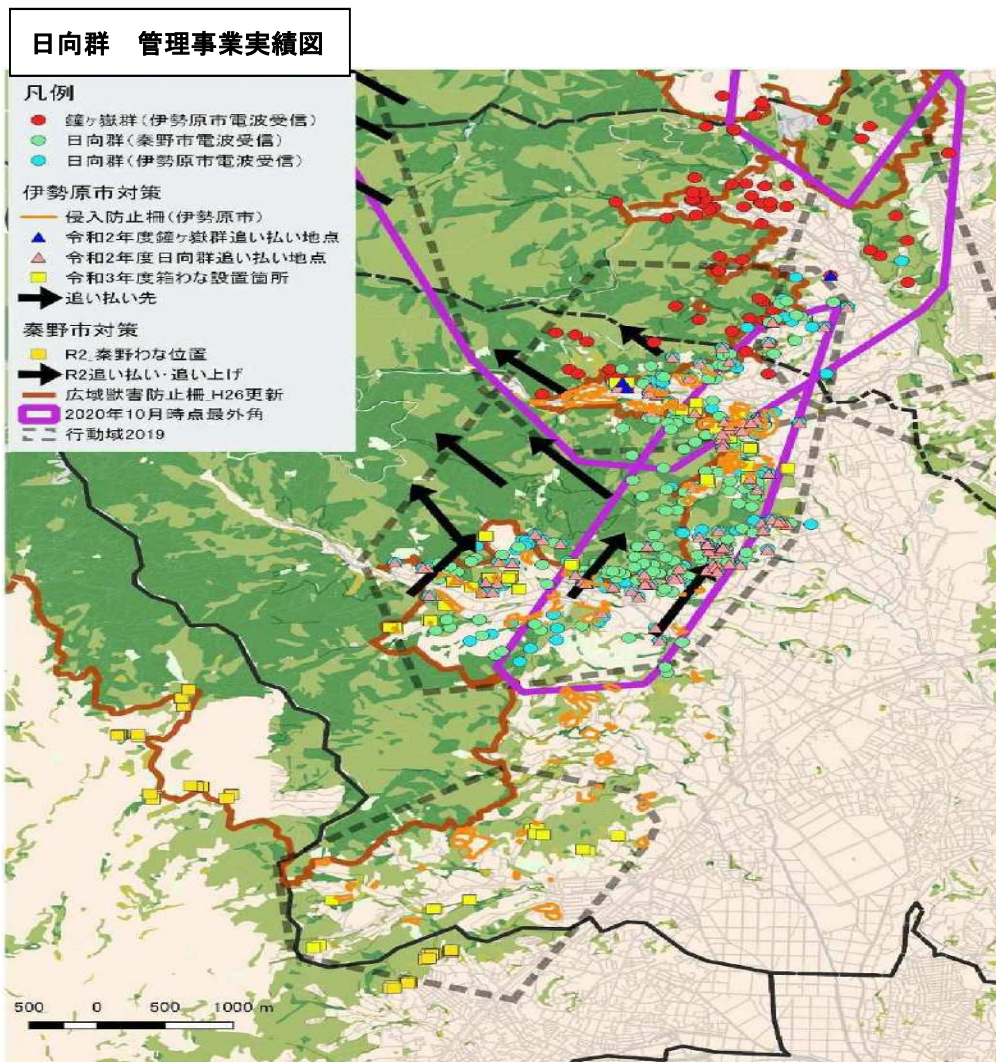 日向群　管理事業実績図
凡例
鐘ヶ嶽群(伊勢原市電波受信)
日向群(秦野市電波受信)
日向群(伊勢原市電波受信)
伊勢原市対策
侵入防止柵(伊勢原市)
令和2年度鐘ヶ嶽群追い払い地点
令和2年度日向群追い払い地点
令和3年度箱わな設置箇所
追い払い先
秦野市対策
R2_秦野わな位置
R2追い払い・追い上げ
広域獣害防止柵_H26更新
2020年10月時点最外角
行動域2019
500 0 500 1000 m